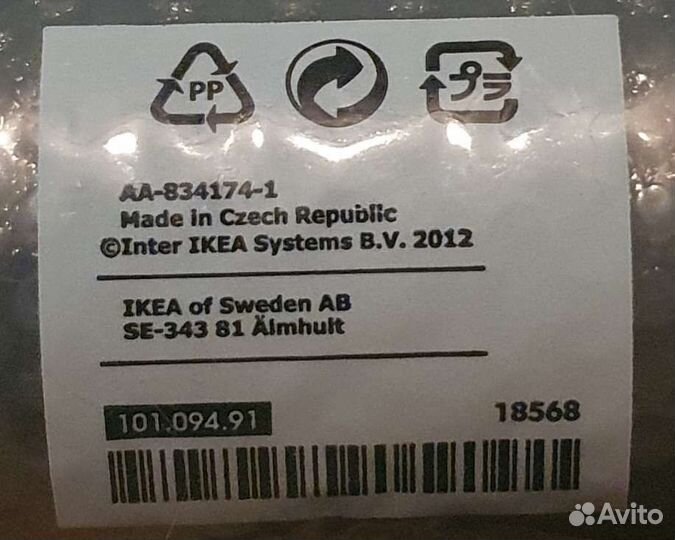 PP
プラ
AA-834174-1
Made in Czech Republic
©Inter IKEA Systems B.V. 2012
IKEA of Sweden AB
SE-343 81 Älmhult
101.094.91
18568
Avito